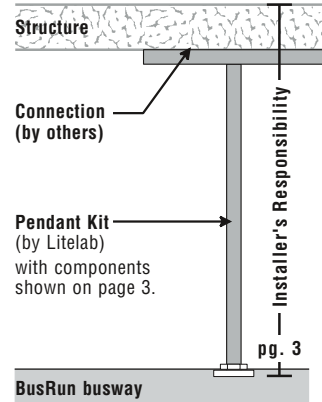 Structure
Connection
(by others)
Pendant Kit
(by Litelab)
with components
shown on page 3.
Installer's Responsibility
pg. 3
BusRun busway